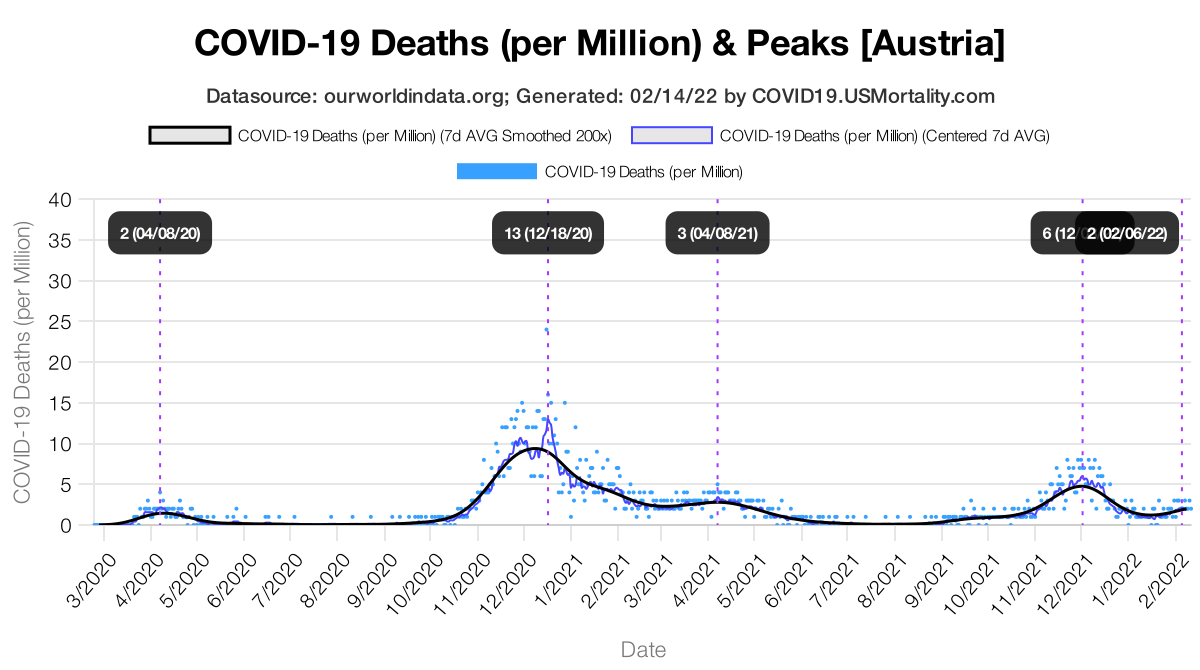 COVID-19 Deaths (per Million) & Peaks [Austria]
Datasource: ourworldindata.org; Generated: 02/14/22 by COVID19.USMortality.com
COVID-19 Deaths (per Million) (7d AVG Smoothed 200x) COVID-19 Deaths (per Million) (Centered 7d AVG)
COVID-19 Deaths (per Million)
COVID-19 Deaths (per Million)
40
35
30
25
20
15
10
5
0
2 (04/08/20) 13 (12/18/20) 3 (04/08/21) 6 (12/ 2 (02/06/22)
3/2020 4/2020 5/2020 6/2020 7/2020 8/2020 9/2020 10/2020 11/2020 12/2020 1/2021 2/2021 3/2021 4/2021 5/2021 6/2021 7/2021 8/2021 9/2021 10/2021 11/2021 12/2021 1/2022 2/2022
Date